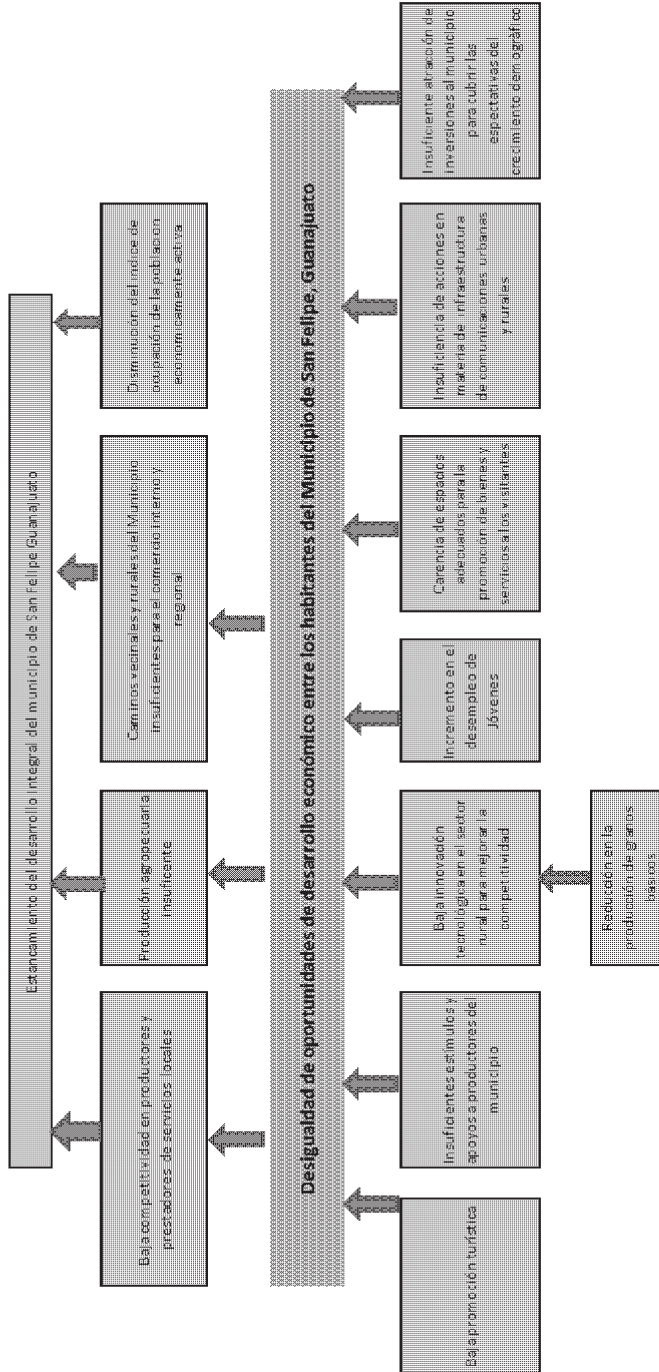 Estancamiento del desarrollo integral del municipio de San Felipe Guanajuato
Baja competitividad en productores y
prestadores de servicios locales
Producción agropecuaria
insuficente
Caminos vecinales y rurales del Municipio
insuficientes para el comercio interno y
regional
Disminución del indice de
ocupación de la poblacion
economicamente activa
Desigualdad de oportunidades de desarrollo económico entre los habitantes del Municipio de San Felipe, Guanajuato
Baja promoción turística
Insuficientes estímulos y
apoyos a productores del
municipio
Baja innovación
tecnológica en el sector
rural para mejorar la
competitividad
Incremento en el
desempleo de
Jóvenes
Carencia de espacios
adecuados para la
promoción de bienes y
servicios a los visitantes
Insuficiencia de acciones en
materia de infraestructura
de comunicaciones urbanas
y rurales
Insuficiente atracción de
inversiones al municipio
para cubrir las
espectativas del
crecimiento demográfico
Reducción en la
producción de granos
básicos